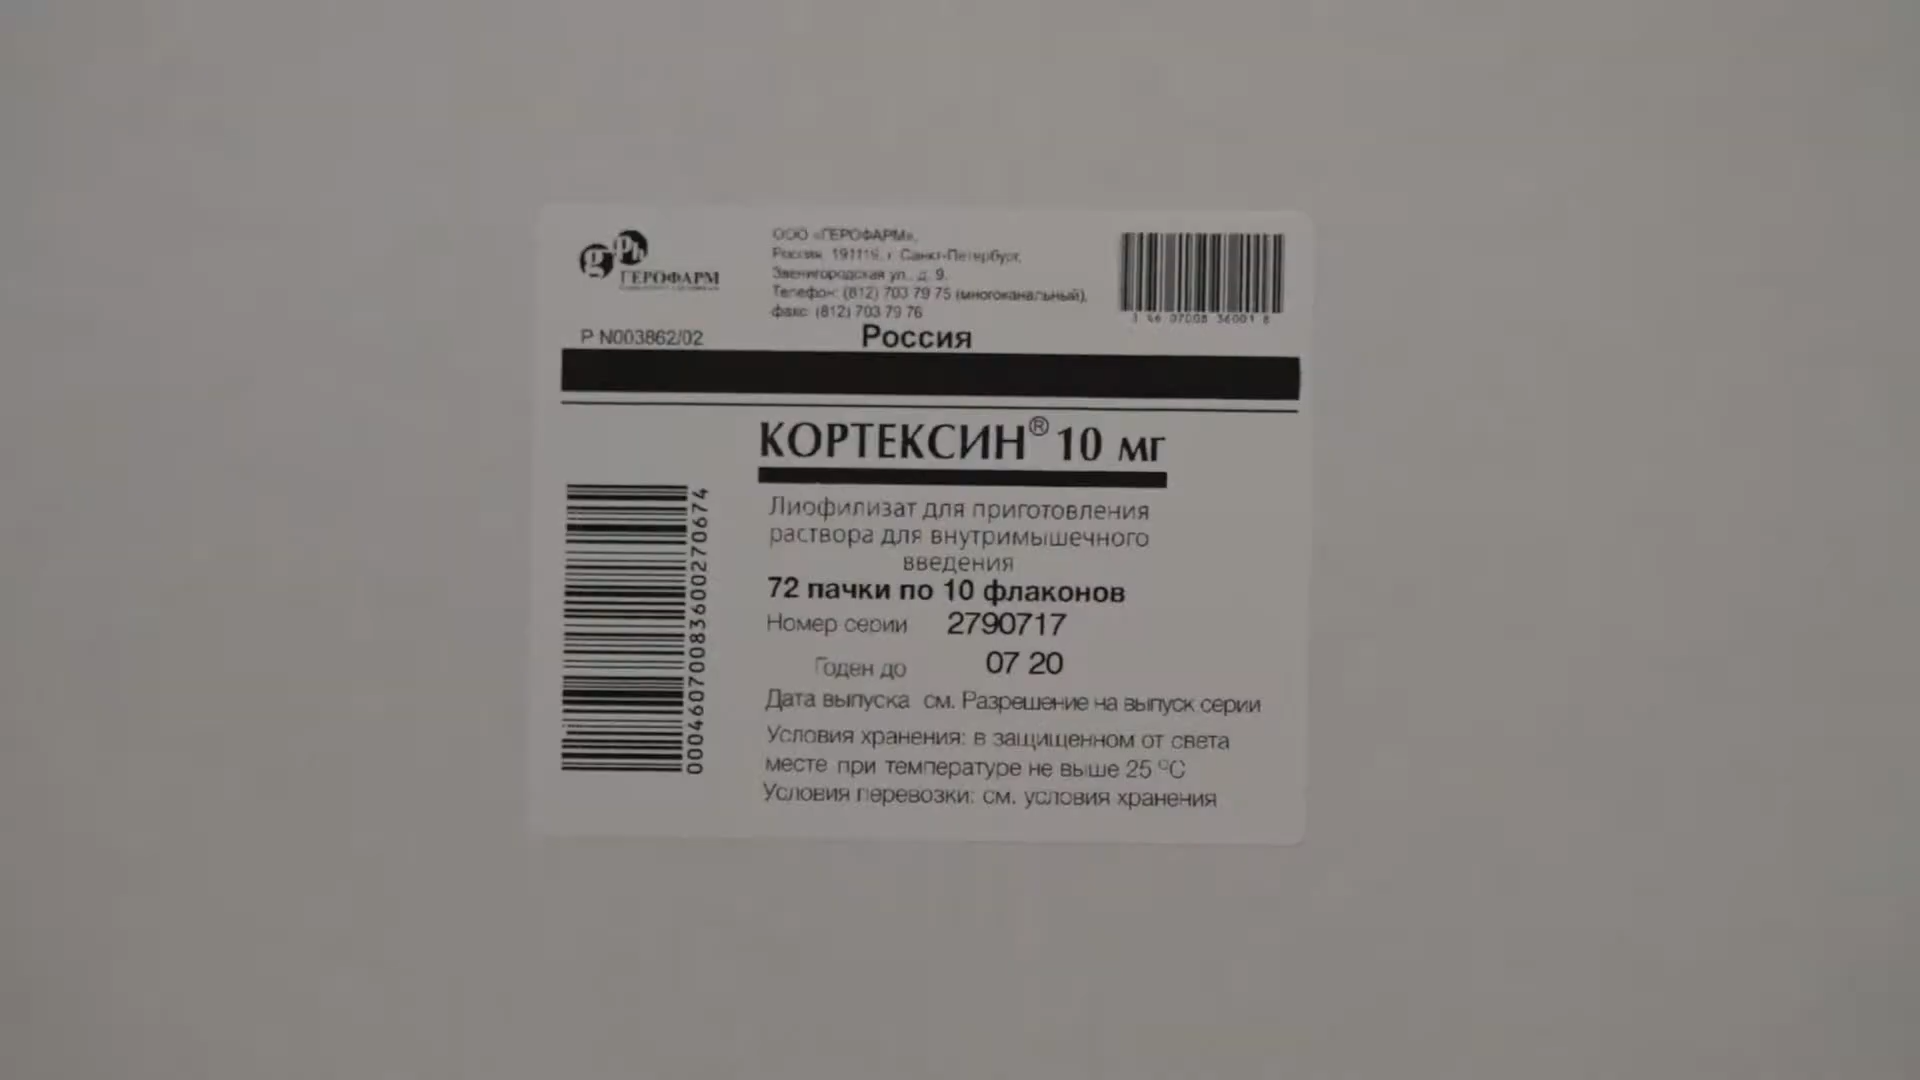 gPh
ГЕРОФАРМ
ООО «ГЕРОФАРМ»,
Россия, 191119, г. Санкт-Петербург,
Звенигородская ул., д. 9.
Телефон: (812) 703 79 75 (многоканальный),
факс: (812) 703 79 76
Р N003862/02
Россия
КОРТЕКСИН® 10 мг
Лиофилизат для приготовления
раствора для внутримышечного
введения
72 пачки по 10 флаконов
Номер серии 2790717
Годен до 07 20
Дата выпуска см. Разрешение на выпуск серии
Условия хранения: в защищенном от света
месте при температуре не выше 25 °С
Условия перевозки: см. условия хранения
00046070083600270674